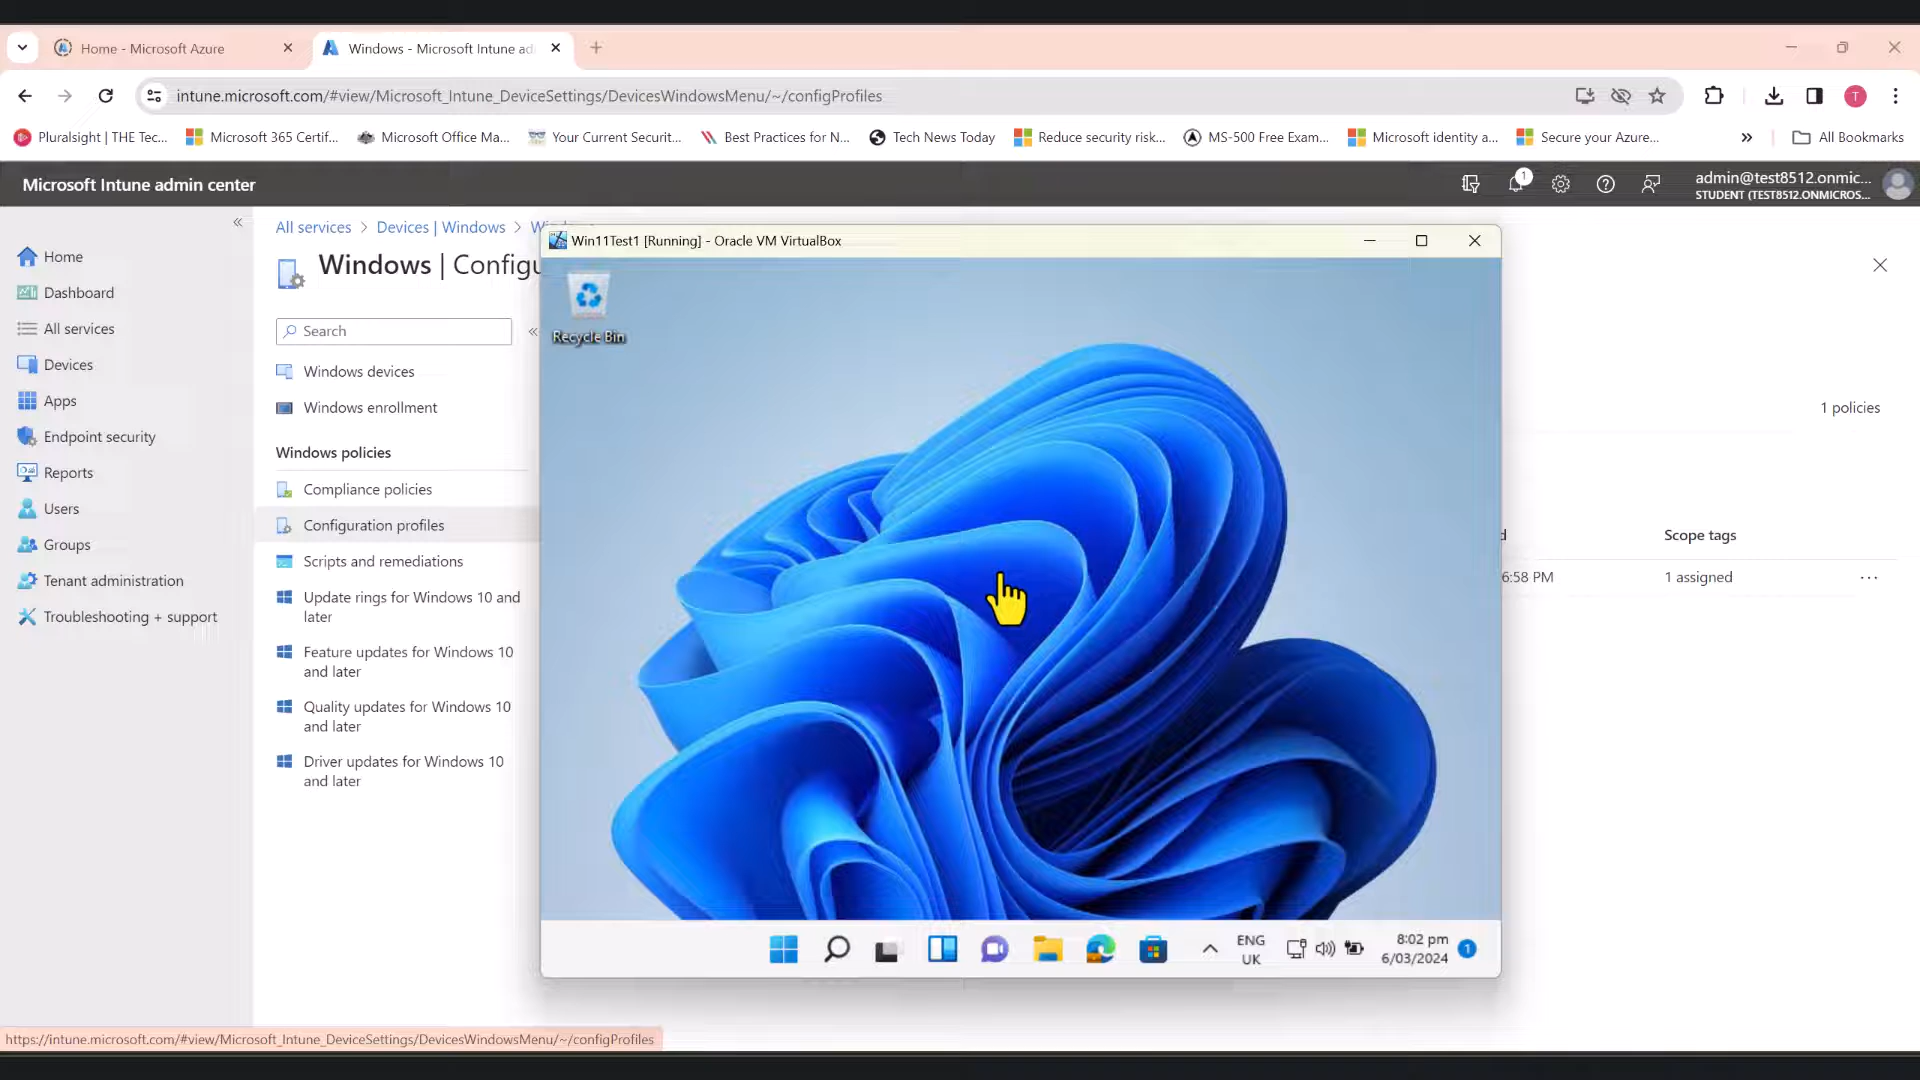 Home - Microsoft Azure
Windows - Microsoft Intune ad
intune.microsoft.com/#view/Microsoft_Intune_DeviceSettings/DevicesWindowsMenu/~/configProfiles
T
Pluralsight | THE Tec...
Microsoft 365 Certif...
Microsoft Office Ma...
Your Current Securit...
Best Practices for N...
Tech News Today
Reduce security risk...
MS-500 Free Exam...
Microsoft identity a...
Secure your Azure...
All Bookmarks
Microsoft Intune admin center
1
admin@test8512.onmic...
STUDENT (TEST8512.ONMICROS...
Home
Dashboard
All services
Devices
Apps
Endpoint security
Reports
Users
Groups
Tenant administration
Troubleshooting + support
All services > Devices | Windows >
Windows | Configu
Search
Windows devices
Windows enrollment
Windows policies
Compliance policies
Configuration profiles
Scripts and remediations
Update rings for Windows 10 and
later
Feature updates for Windows 10
and later
Quality updates for Windows 10
and later
Driver updates for Windows 10
and later
Win11Test1 [Running] - Oracle VM VirtualBox
Recycle Bin
ENG
UK
8:02 pm
6/03/2024
1
1 policies
d
Scope tags
6:58 PM
1 assigned
https://intune.microsoft.com/#view/Microsoft_Intune_DeviceSettings/DevicesWindowsMenu/~/configProfiles